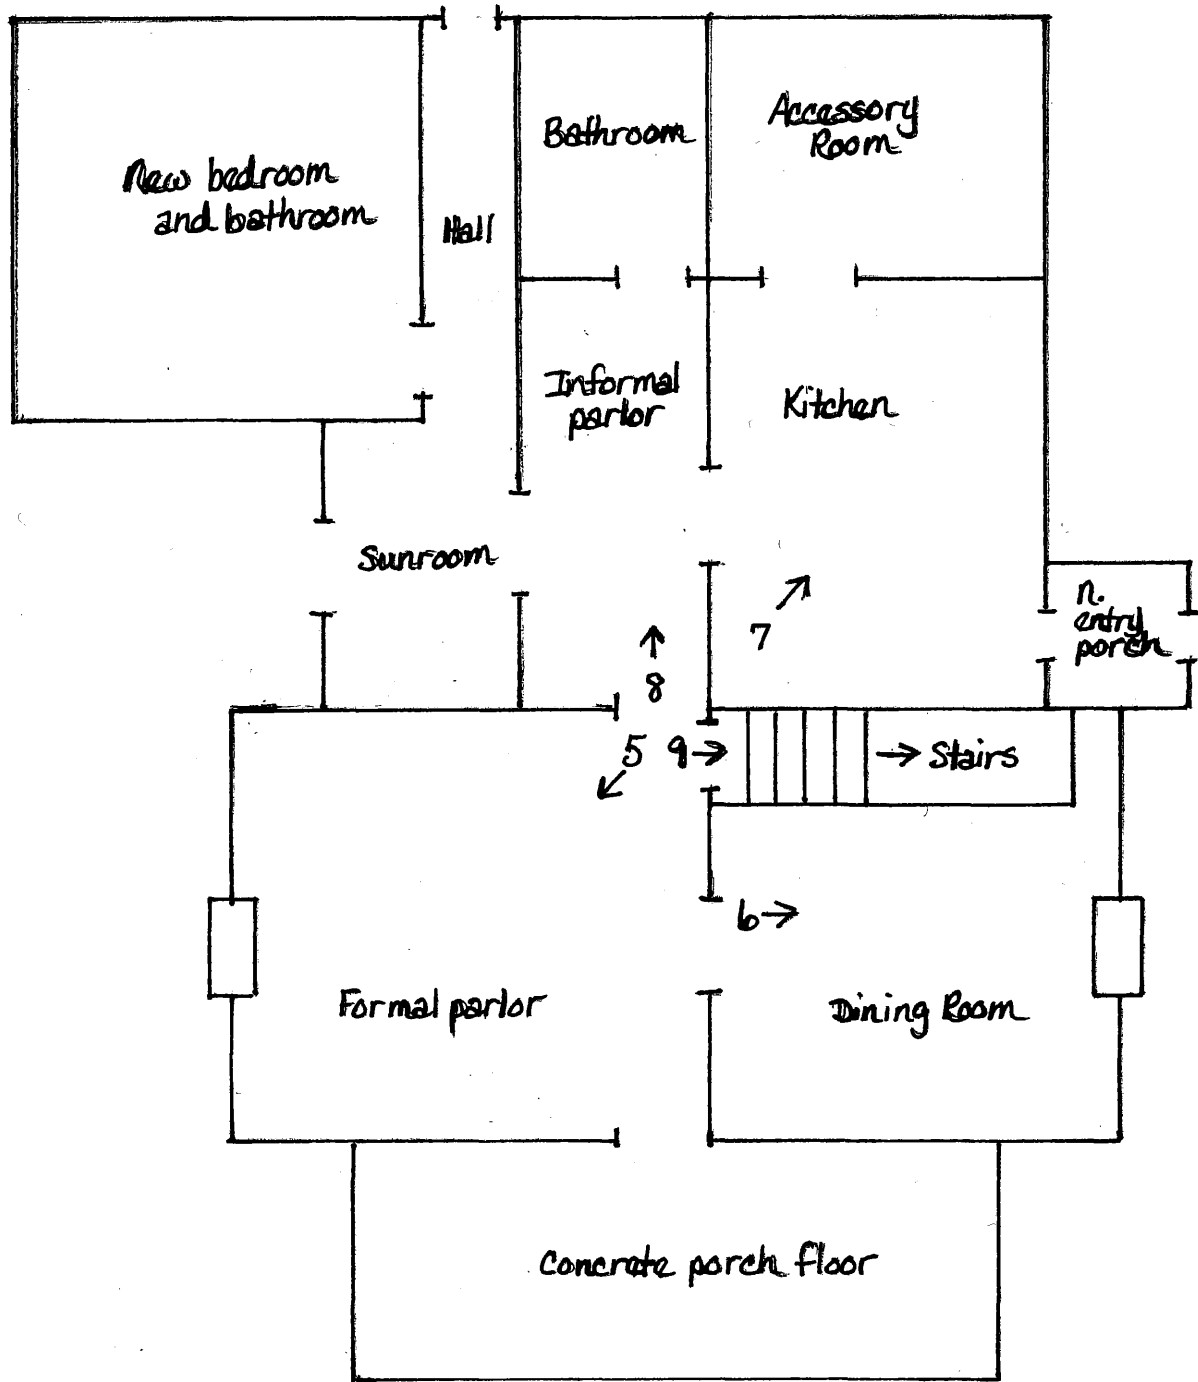 New bedroom
and bathroom
Hall
Bathroom
Accessory
Room
Informal
parlor
Kitchen
Sunroom
n.
entry
porch
7
8
5
9
Stairs
6
Formal parlor
Dining Room
Concrete porch floor